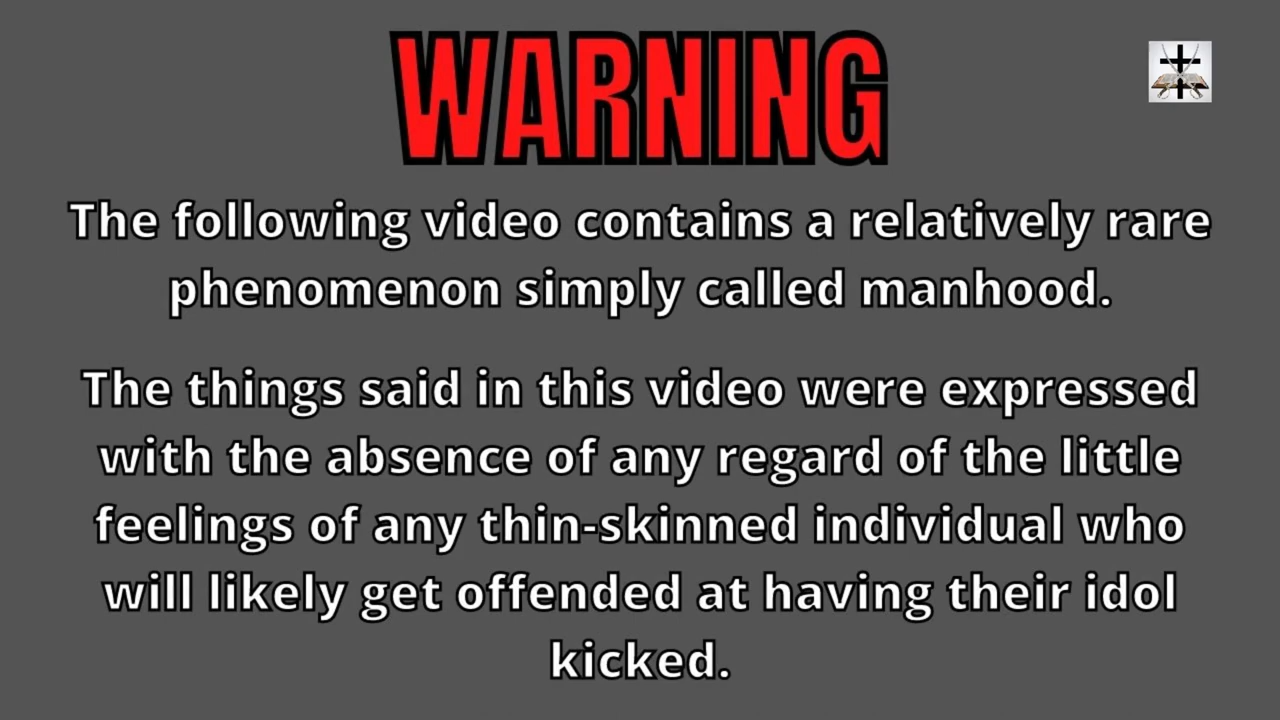 WARNING
The following video contains a relatively rare
phenomenon simply called manhood.
The things said in this video were expressed
with the absence of any regard of the little
feelings of any thin-skinned individual who
will likely get offended at having their idol
kicked.